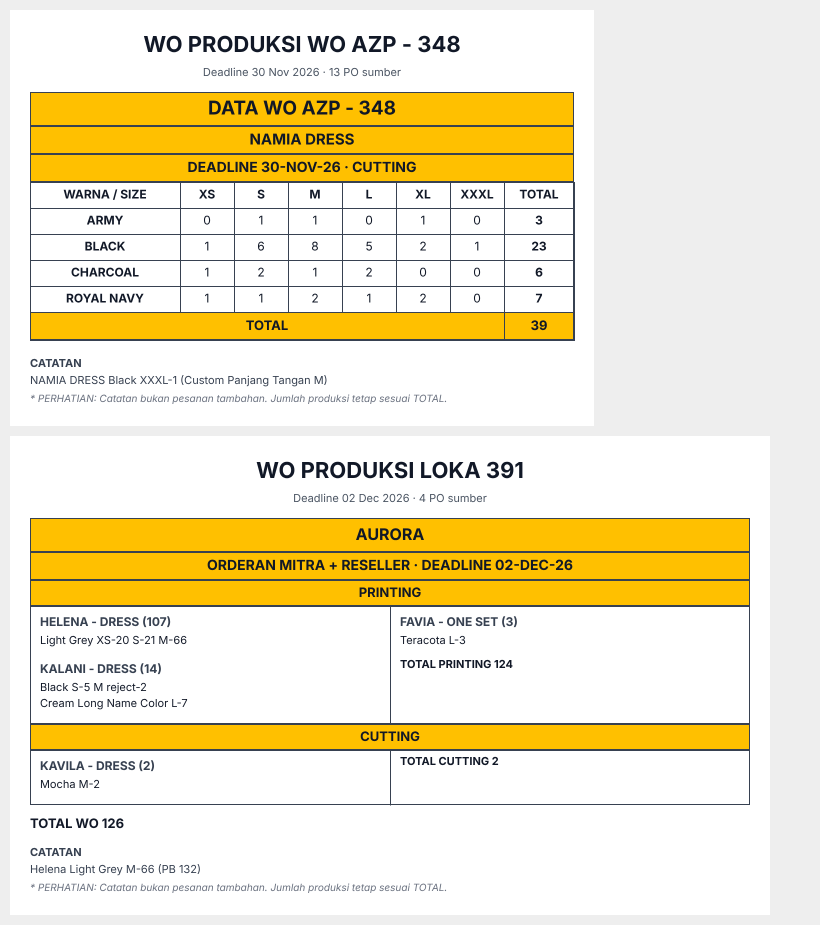 WO PRODUKSI WO AZP - 348
Deadline 30 Nov 2026 · 13 PO sumber
DATA WO AZP - 348
NAMIA DRESS
DEADLINE 30-NOV-26 · CUTTING
WARNA / SIZE XS S M L XL XXXL TOTAL
ARMY 0 1 1 0 1 0 3
BLACK 1 6 8 5 2 1 23
CHARCOAL 1 2 1 2 0 0 6
ROYAL NAVY 1 1 2 1 2 0 7
TOTAL 39
CATATAN
NAMIA DRESS Black XXXL-1 (Custom Panjang Tangan M)
* PERHATIAN: Catatan bukan pesanan tambahan. Jumlah produksi tetap sesuai TOTAL.
WO PRODUKSI LOKA 391
Deadline 02 Dec 2026 · 4 PO sumber
AURORA
ORDERAN MITRA + RESELLER · DEADLINE 02-DEC-26
PRINTING
HELENA - DRESS (107)
Light Grey XS-20 S-21 M-66
KALANI - DRESS (14)
Black S-5 M reject-2
Cream Long Name Color L-7
FAVIA - ONE SET (3)
Teracota L-3
TOTAL PRINTING 124
CUTTING
KAVILA - DRESS (2)
Mocha M-2
TOTAL CUTTING 2
TOTAL WO 126
CATATAN
Helena Light Grey M-66 (PB 132)
* PERHATIAN: Catatan bukan pesanan tambahan. Jumlah produksi tetap sesuai TOTAL.